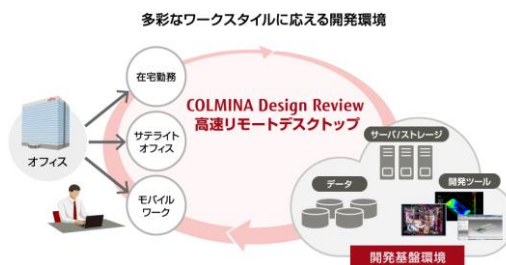 多彩なワークスタイルに応える開発環境
在宅勤務
COLMINA Design Review
高速リモートデスクトップ
サテライト
オフィス
オフィス
モバイル
ワーク
サーバ/ストレージ
データ
開発ツール
開発基盤環境